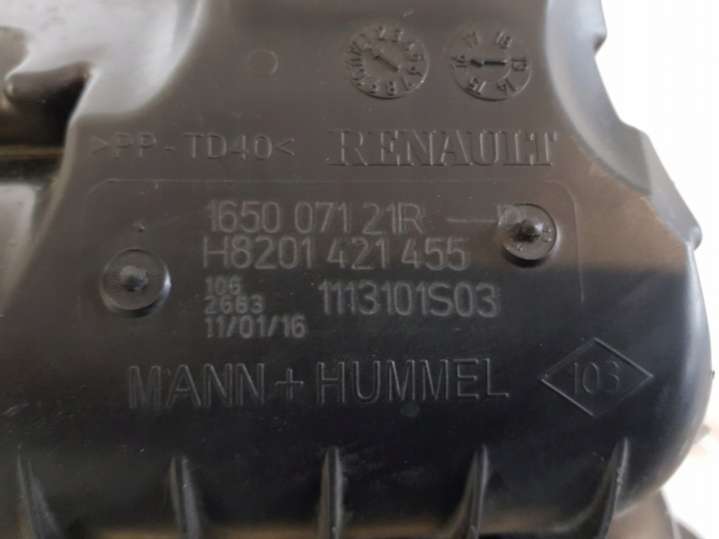 >PP-TD40< RENAULT
1650 071 21R
H8201 421 455
106
2663
11/01/16
1113101S03
MANN+HUMMEL
103